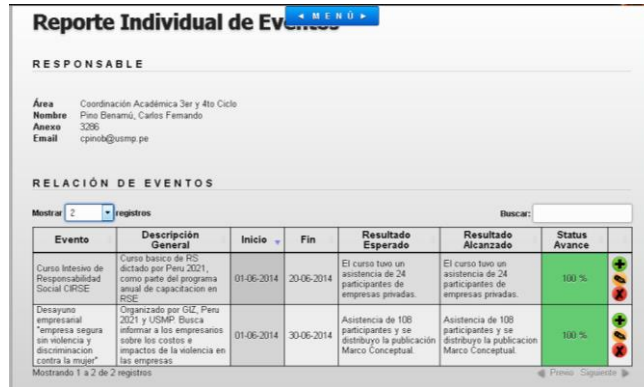 Reporte Individual de Eventos
◄ M E N Ú ►
RESPONSABLE
Área Coordinación Académica 3er y 4to Ciclo
Nombre Pino Benamú, Carlos Fernando
Anexo 3286
Email cpinob@usmp.pe
RELACIÓN DE EVENTOS
Mostrar 2 registros Buscar:
Evento Descripción General Inicio Fin Resultado Esperado Resultado Alcanzado Status Avance
Curso Intesivo de
Responsabilidad
Social CIRSE
Curso basico de RS
dictado por Peru 2021,
como parte del programa
anual de capacitacion en
RSE
01-06-2014
20-06-2014
El curso tuvo un
asistencia de 24
participantes de
empresas privadas.
El curso tuvo un
asistencia de 24
participantes de
empresas privadas.
100 %
Desayuno
empresarial
"empresa segura
sin violencia y
discriminacion
contra la mujer"
Organizado por GIZ, Peru
2021 y USMP. Busca
informar a los empresarios
sobre los costos e
impactos de la violencia en
las empresas
01-06-2014
30-06-2014
Asistencia de 108
participantes y se
distribuyo la publicación
Marco Conceptual.
Asistencia de 108
participantes y se
distribuyo la publicacion
Marco Conceptual.
100 %
Mostrando 1 a 2 de 2 registros
Previo Siguiente